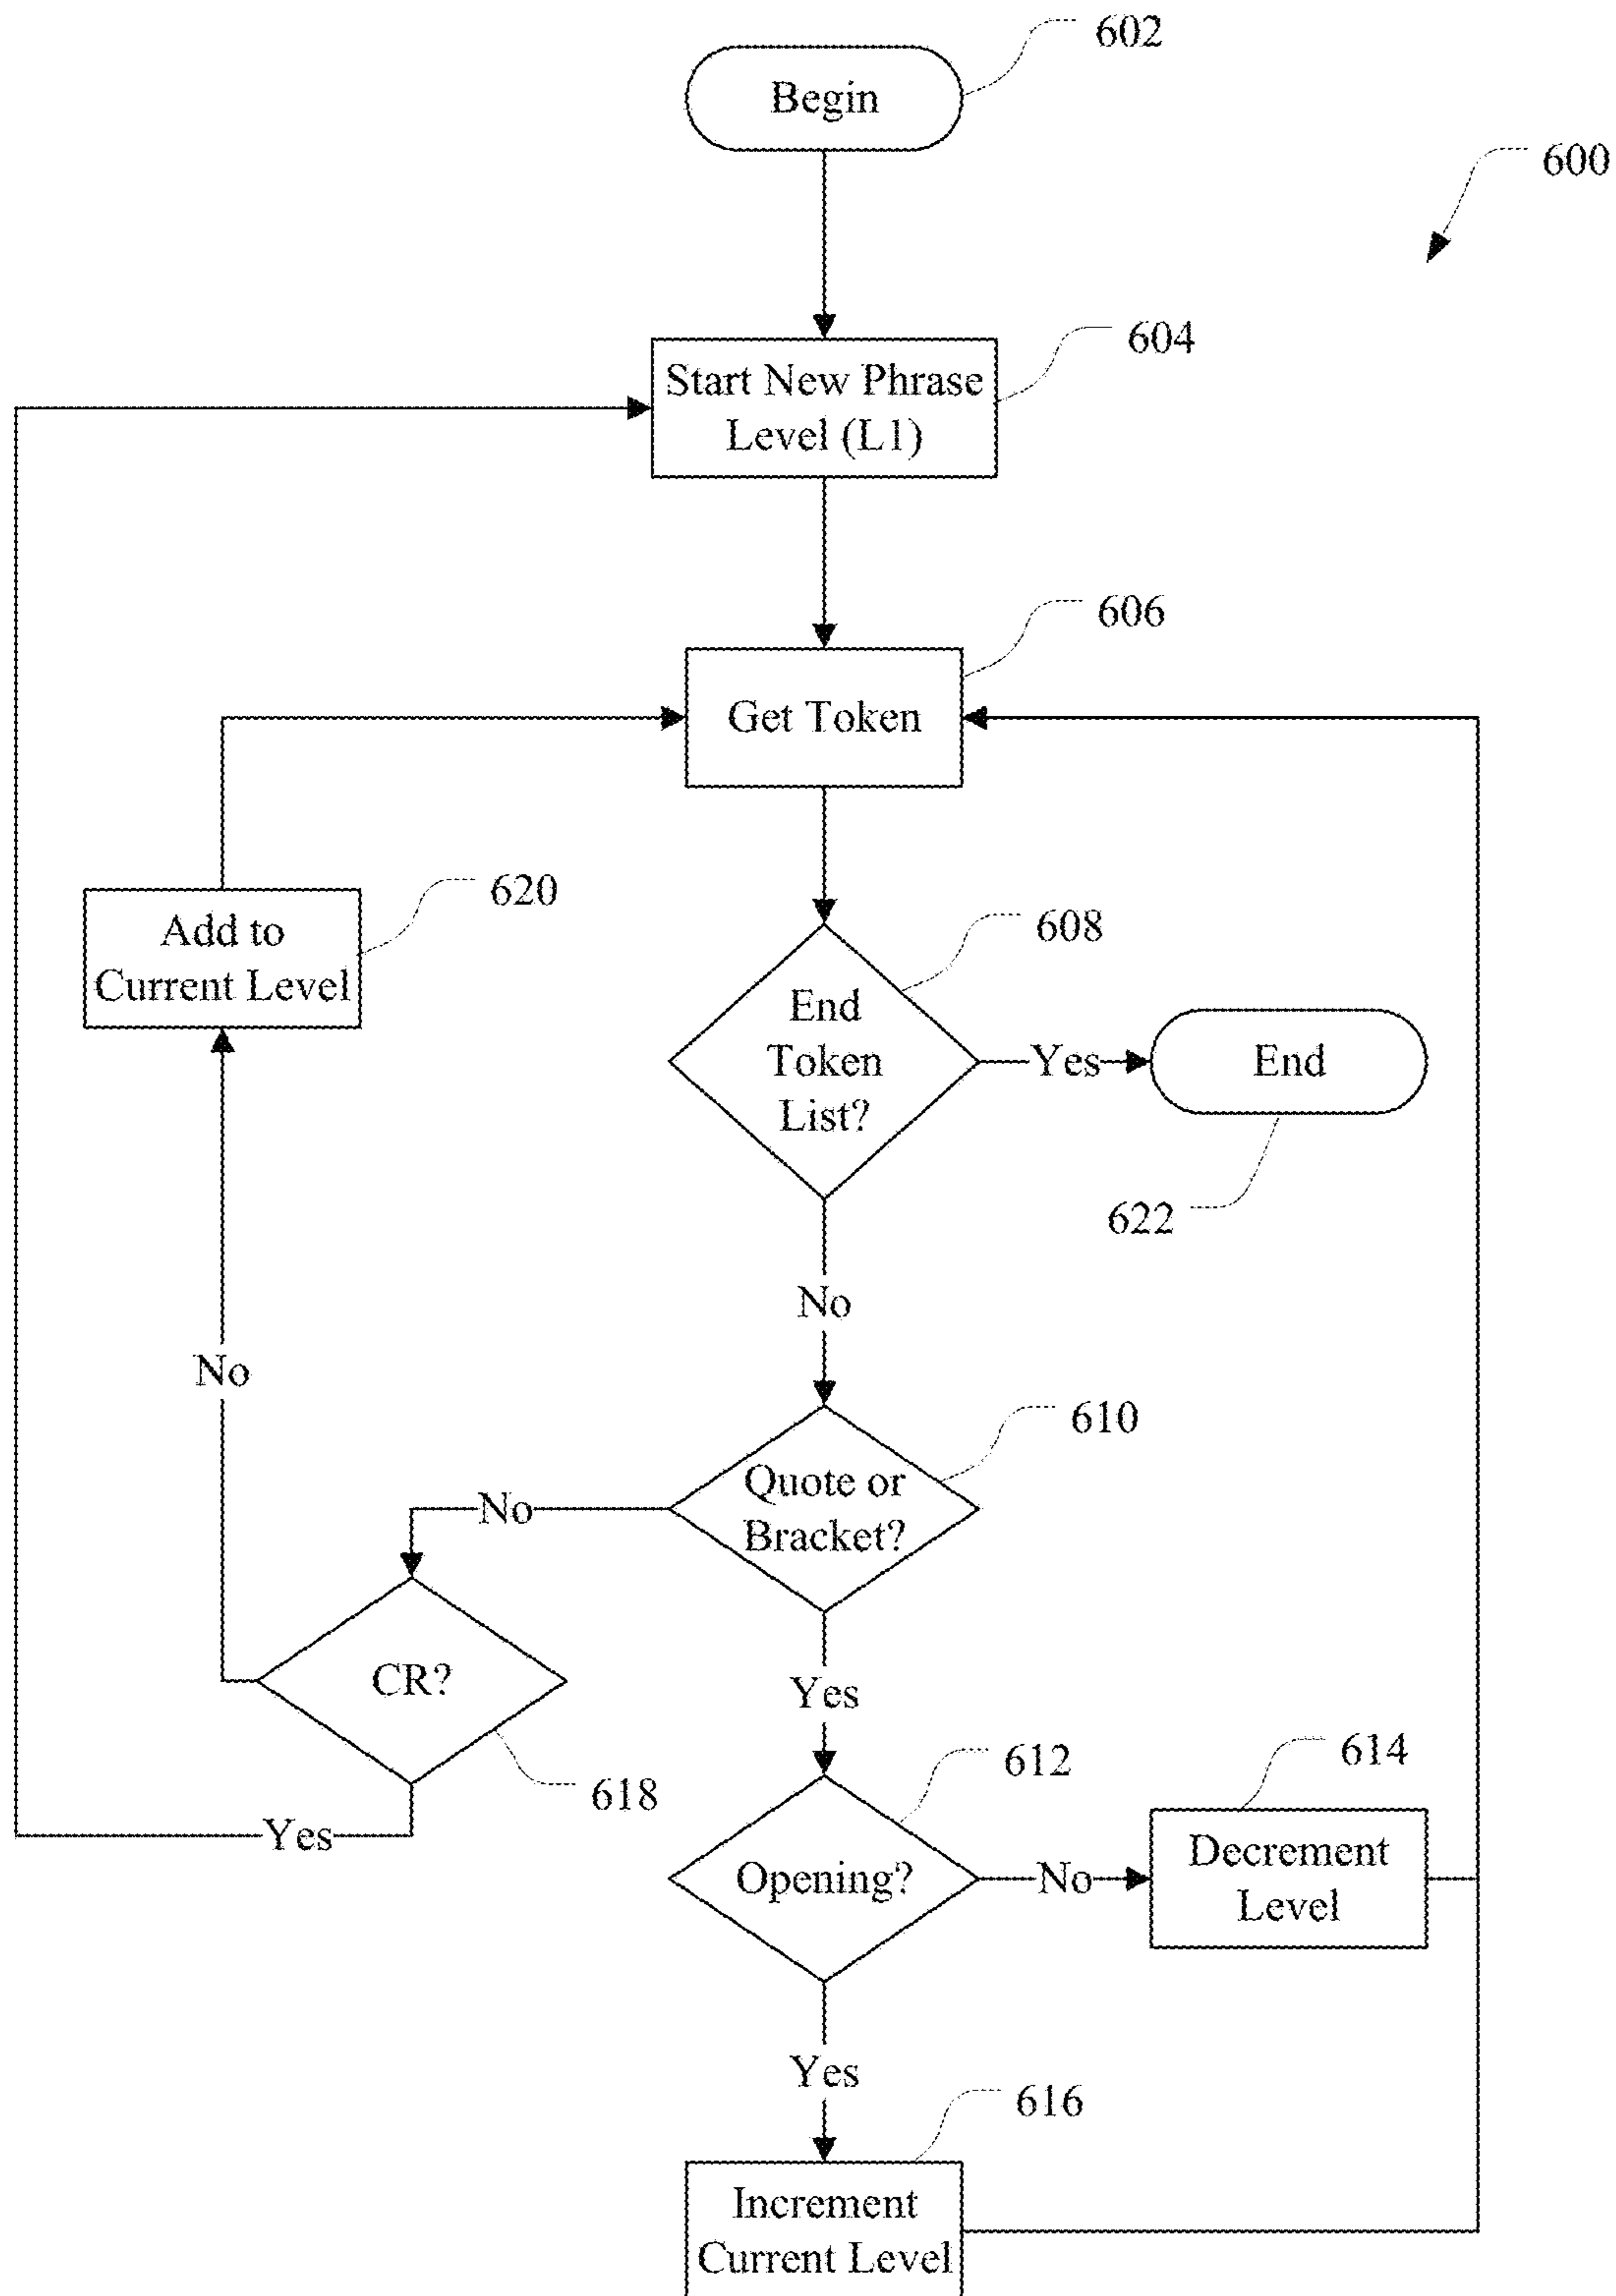 602
Begin
600
604
Start New Phrase
Level (L1)
606
Get Token
620
Add to
Current Level
608
End
Token
List?
Yes
End
622
No
No
610
Quote or
Bracket?
No
CR?
618
Yes
Yes
612
Opening?
No
614
Decrement
Level
Yes
616
Increment
Current Level